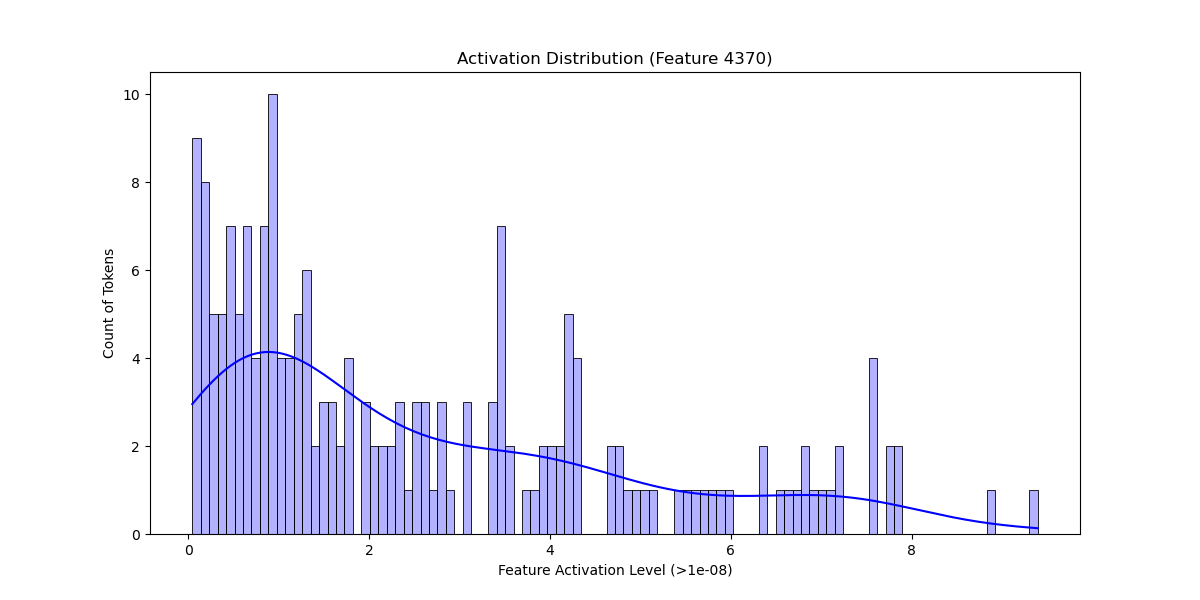 Activation Distribution (Feature 4370)
10
8
6
4
2
0
Count of Tokens
0 2 4 6 8
Feature Activation Level (>1e-08)